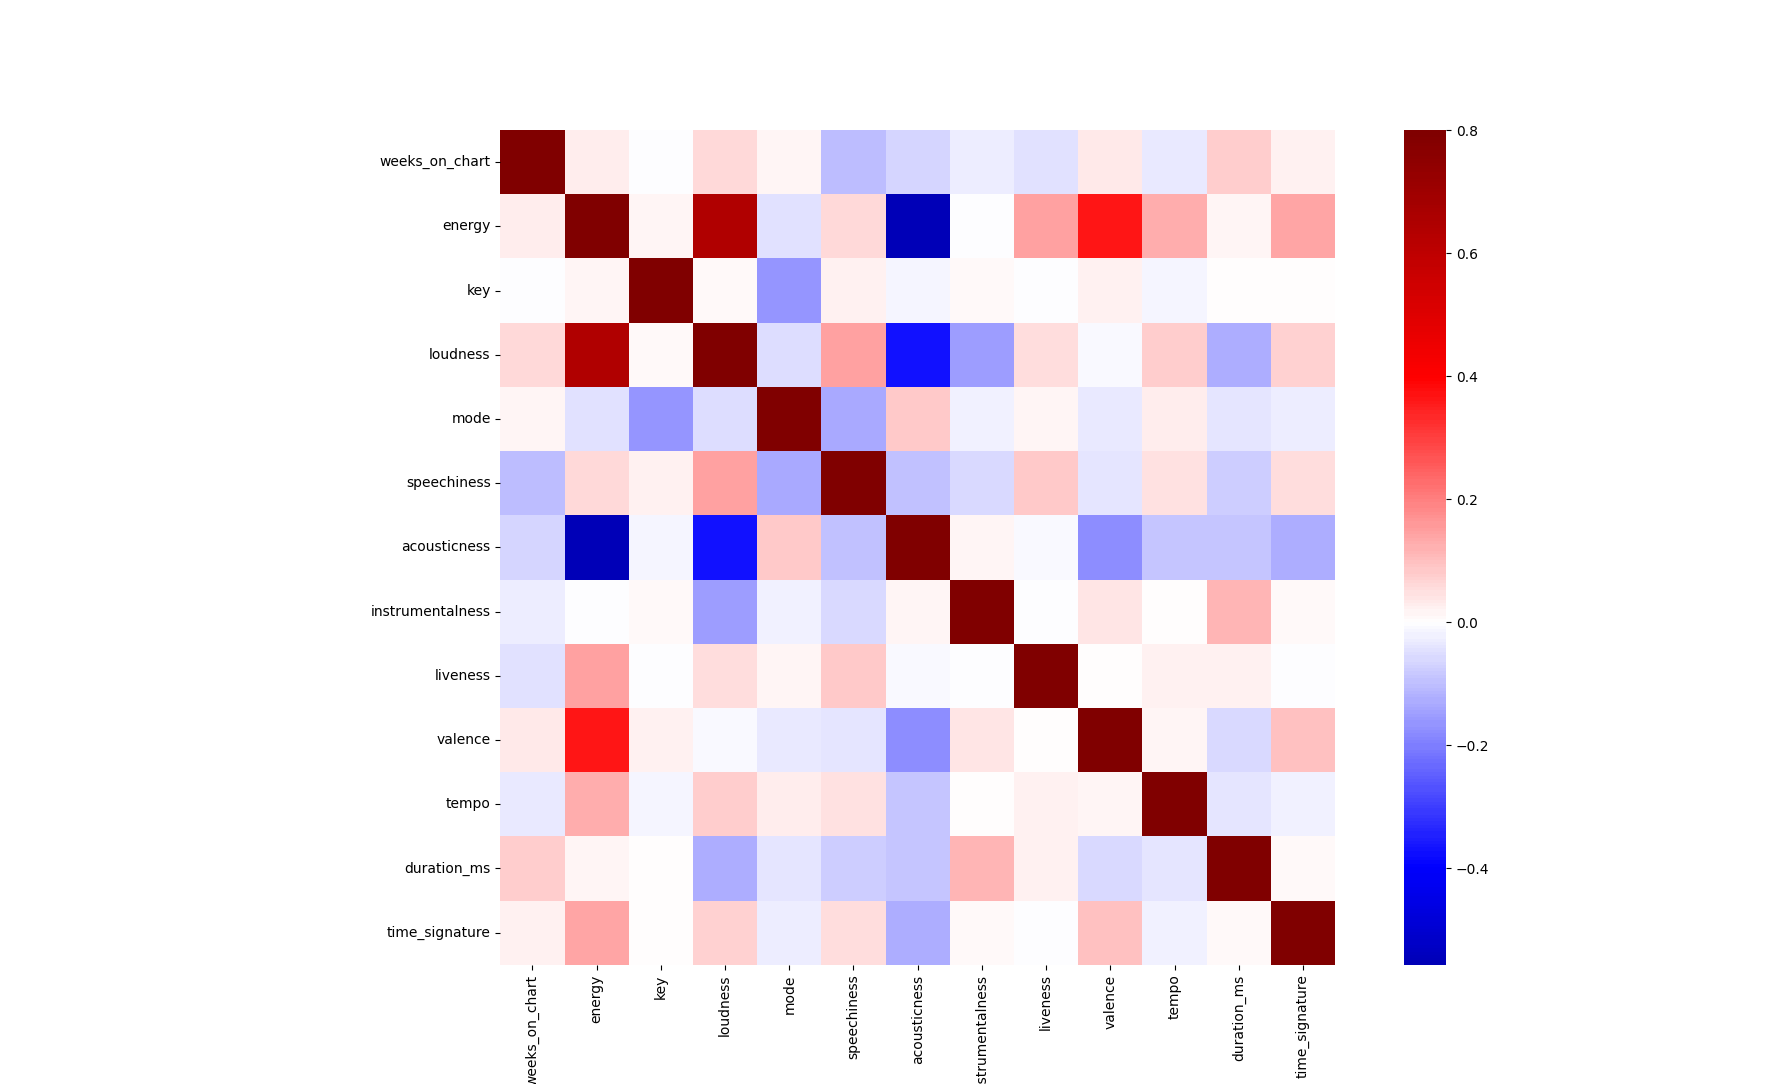 weeks_on_chart
energy
key
loudness
mode
speechiness
acousticness
instrumentalness
liveness
valence
tempo
duration_ms
time_signature
0.8
0.6
0.4
0.2
0.0
−0.2
−0.4
weeks_on_chart
energy
key
loudness
mode
speechiness
acousticness
strumentalness
liveness
valence
tempo
duration_ms
time_signature